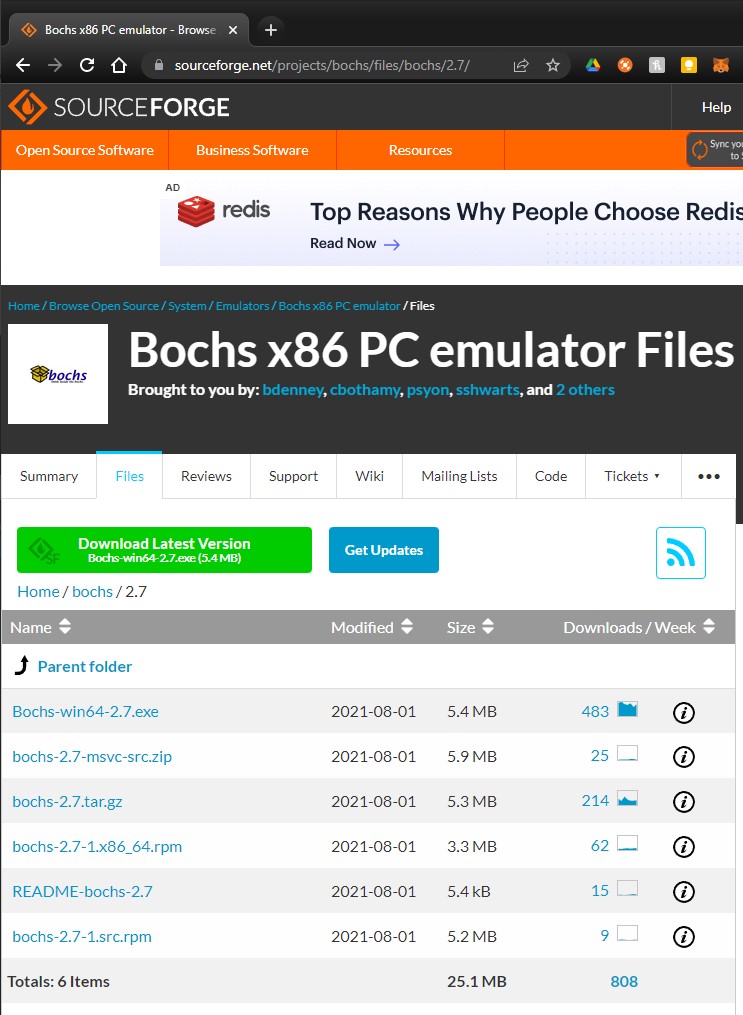 Bochs x86 PC emulator - Browse
sourceforge.net/projects/bochs/files/bochs/2.7/
SOURCEFORGE
Help
Open Source Software
Business Software
Resources
Sync you
to S
AD
redis
Top Reasons Why People Choose Redis
Read Now →
Home / Browse Open Source / System / Emulators / Bochs x86 PC emulator / Files
bochs
Bochs x86 PC emulator Files
Brought to you by: bdenney, cbothamy, psyon, sshwarts, and 2 others
Summary
Files
Reviews
Support
Wiki
Mailing Lists
Code
Tickets ▾
•••
SF
Download Latest Version
Bochs-win64-2.7.exe (5.4 MB)
Get Updates
Home / bochs / 2.7
Name Modified Size Downloads / Week
Parent folder
Bochs-win64-2.7.exe 2021-08-01 5.4 MB 483 i
bochs-2.7-msvc-src.zip 2021-08-01 5.9 MB 25 i
bochs-2.7.tar.gz 2021-08-01 5.3 MB 214 i
bochs-2.7-1.x86_64.rpm 2021-08-01 3.3 MB 62 i
README-bochs-2.7 2021-08-01 5.4 kB 15 i
bochs-2.7-1.src.rpm 2021-08-01 5.2 MB 9 i
Totals: 6 Items 25.1 MB 808